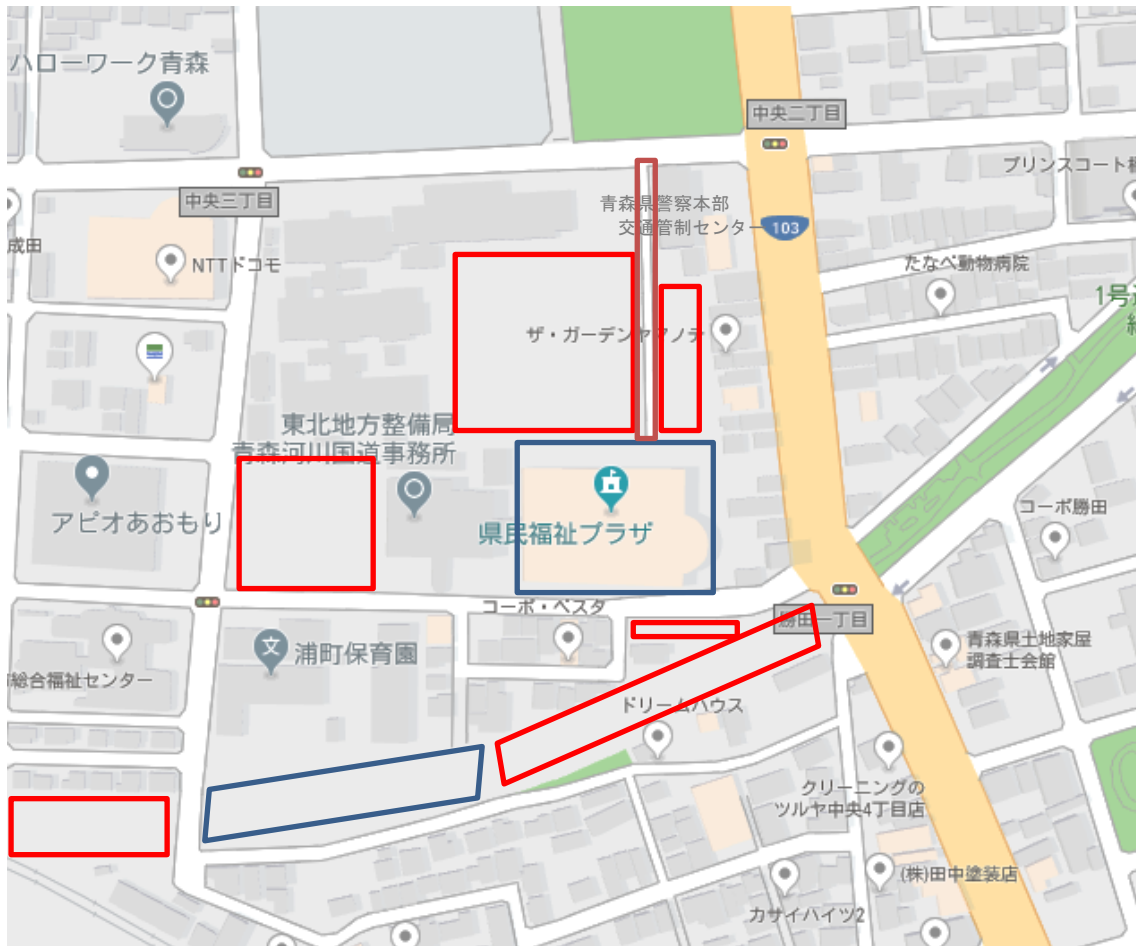 ハローワーク青森
中央二丁目
中央三丁目
プリンスコート
青森県警察本部
交通管制センター
103
成田
NTTドコモ
たなべ動物病院
1号
ザ・ガーデンヤマノテ
東北地方整備局
青森河川国道事務所
アピオあおもり
県民福祉プラザ
コーポ勝田
コーポ・ベスタ
勝田一丁目
浦町保育園
青森県土地家屋
調査士会館
総合福祉センター
ドリームハウス
クリーニングの
ツルヤ中央4丁目店
(株)田中塗装店
カサイハイツ2